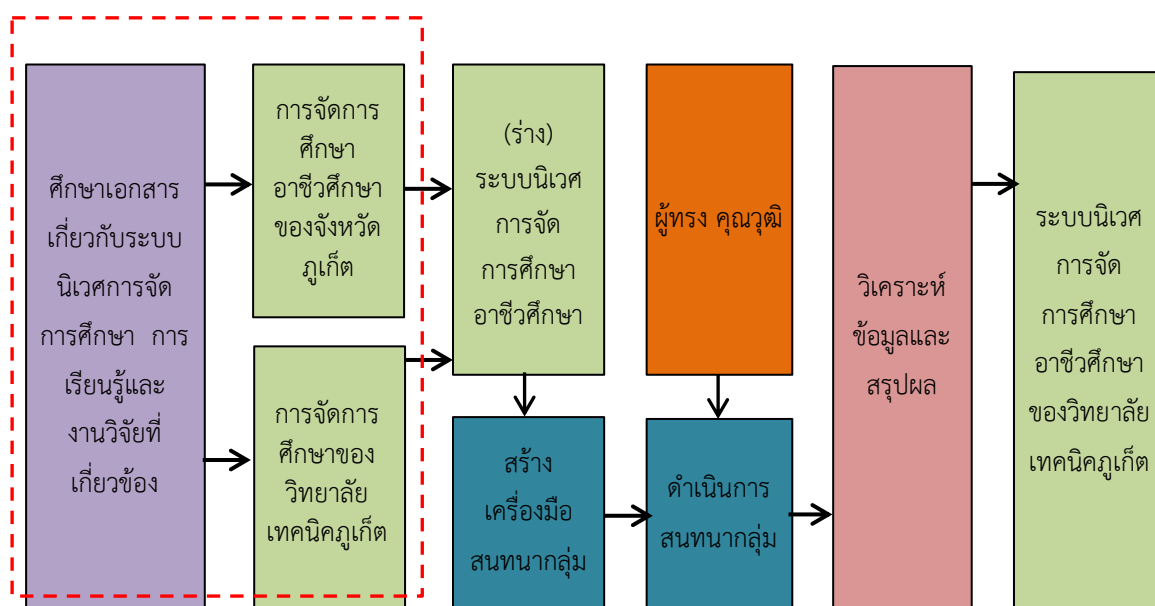 ศึกษาเอกสาร
เกี่ยวกับระบบ
นิเวศการจัด
การศึกษา การ
เรียนรู้และ
งานวิจัยที่
เกี่ยวข้อง
การจัดการ
ศึกษา
อาชีวศึกษา
ของจังหวัด
ภูเก็ต
การจัดการ
ศึกษาของ
วิทยาลัย
เทคนิคภูเก็ต
(ร่าง)
ระบบนิเวศ
การจัด
การศึกษา
อาชีวศึกษา
สร้าง
เครื่องมือ
สนทนากลุ่ม
ผู้ทรง คุณวุฒิ
ดำเนินการ
สนทนากลุ่ม
วิเคราะห์
ข้อมูลและ
สรุปผล
ระบบนิเวศ
การจัด
การศึกษา
อาชีวศึกษา
ของวิทยาลัย
เทคนิคภูเก็ต